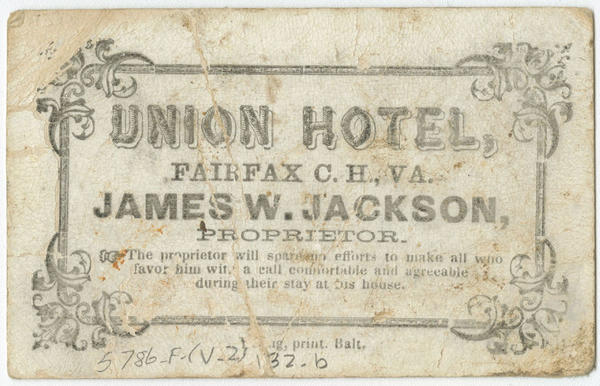 UNION HOTEL,
FAIRFAX C. H., VA.
JAMES W. JACKSON,
PROPRIETOR.
The proprietor will spare no efforts to make all who
favor him with a call comfortable and agreeable
during their stay at his house.
print. Balt.
5786-F-(V-2) 132-b